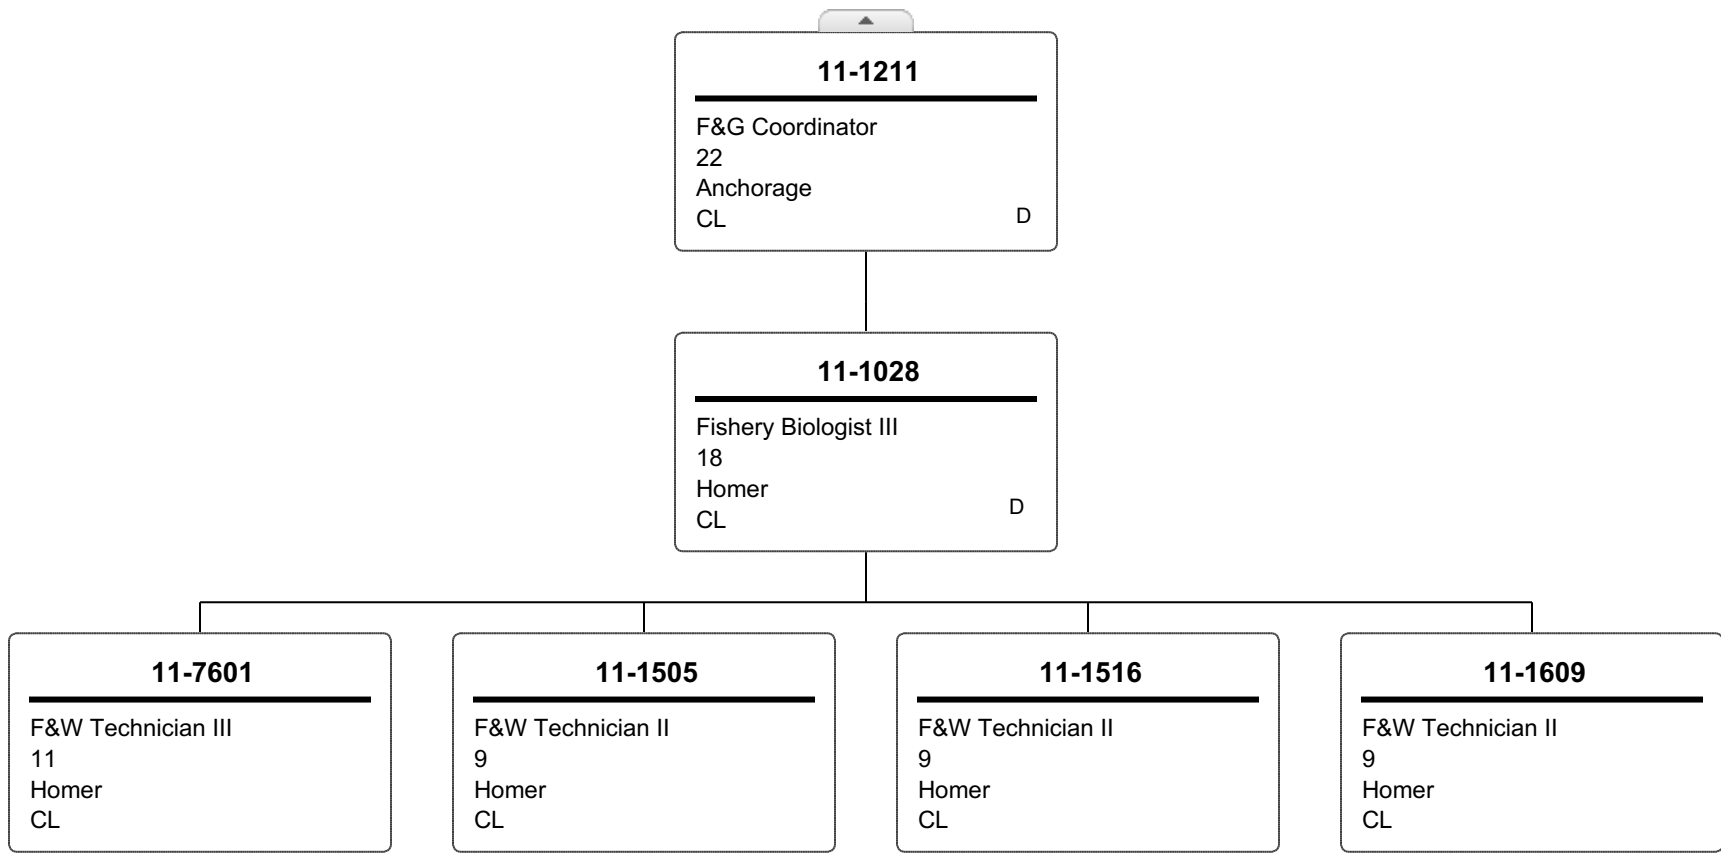 11-1211
F&G Coordinator
22
Anchorage
CL D
11-1028
Fishery Biologist III
18
Homer
CL D
11-7601
F&W Technician III
11
Homer
CL
11-1505
F&W Technician II
9
Homer
CL
11-1516
F&W Technician II
9
Homer
CL
11-1609
F&W Technician II
9
Homer
CL